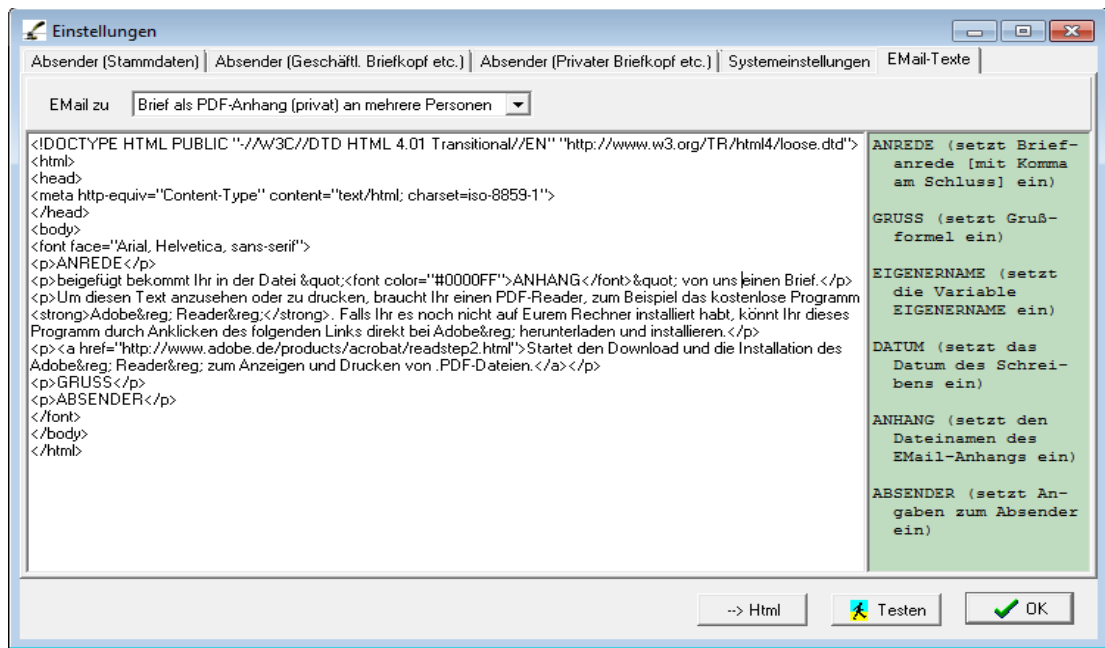 Einstellungen
Absender (Stammdaten) Absender (Geschäftl. Briefkopf etc.) Absender (Privater Briefkopf etc.) Systemeinstellungen EMail-Texte
EMail zu Brief als PDF-Anhang (privat) an mehrere Personen
<!DOCTYPE HTML PUBLIC "-//W3C//DTD HTML 4.01 Transitional//EN" "http://www.w3.org/TR/html4/loose.dtd">
<html>
<head>
<meta http-equiv="Content-Type" content="text/html; charset=iso-8859-1">
</head>
<body>
<font face="Arial, Helvetica, sans-serif">
<p>ANREDE</p>
<p>beigefügt bekommt Ihr in der Datei &quot;<font color="#0000FF">ANHANG</font>&quot; von uns einen Brief.</p>
<p>Um diesen Text anzusehen oder zu drucken, braucht Ihr einen PDF-Reader, zum Beispiel das kostenlose Programm
<strong>Adobe&reg; Reader&reg;</strong>. Falls Ihr es noch nicht auf Eurem Rechner installiert habt, könnt Ihr dieses
Programm durch Anklicken des folgenden Links direkt bei Adobe&reg; herunterladen und installieren.</p>
<p><a href="http://www.adobe.de/products/acrobat/readstep2.html">Startet den Download und die Installation des
Adobe&reg; Reader&reg; zum Anzeigen und Drucken von .PDF-Dateien.</a></p>
<p>GRUSS</p>
<p>ABSENDER</p>
</font>
</body>
</html>
ANREDE (setzt Brief-
anrede [mit Komma
am Schluss] ein)
GRUSS (setzt Gruß-
formel ein)
EIGENERNAME (setzt
die Variable
EIGENERNAME ein)
DATUM (setzt das
Datum des Schrei-
bens ein)
ANHANG (setzt den
Dateinamen des
EMail-Anhangs ein)
ABSENDER (setzt An-
gaben zum Absender
ein)
--> Html Testen OK